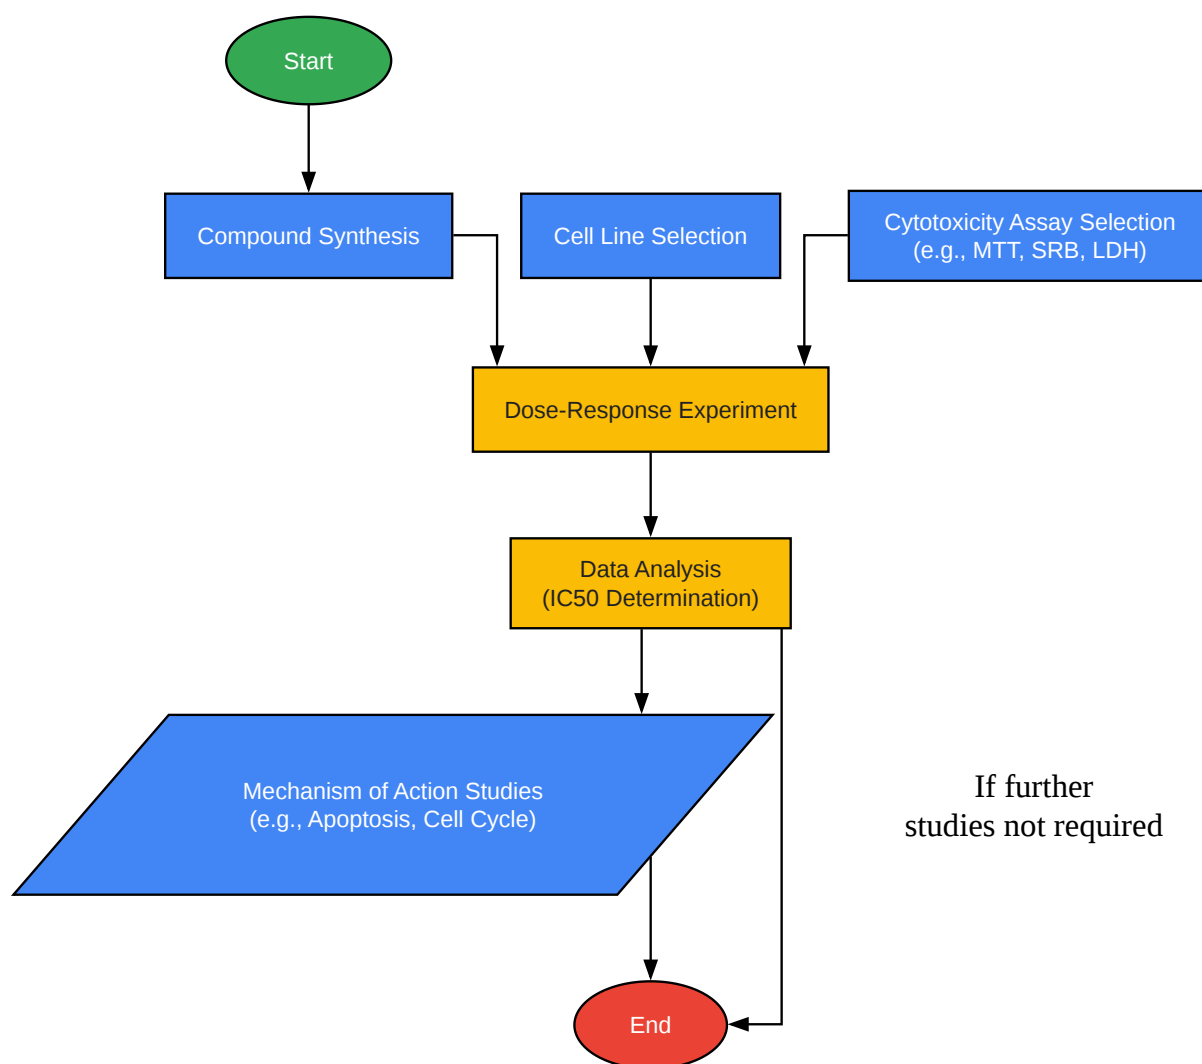 Start
Compound Synthesis
Cell Line Selection
Cytotoxicity Assay Selection
(e.g., MTT, SRB, LDH)
Dose-Response Experiment
Data Analysis
(IC50 Determination)
Mechanism of Action Studies
(e.g., Apoptosis, Cell Cycle)
If further
studies not required
End